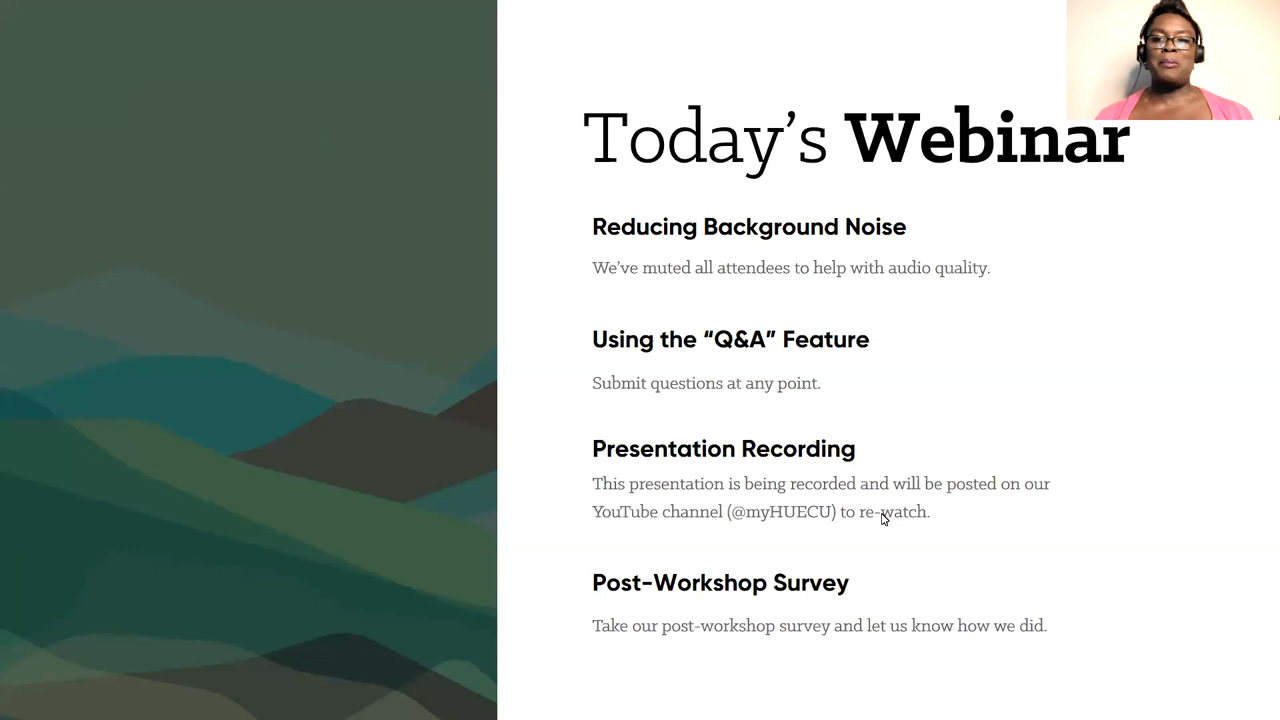 Today’s Webinar
Reducing Background Noise
We’ve muted all attendees to help with audio quality.
Using the “Q&A” Feature
Submit questions at any point.
Presentation Recording
This presentation is being recorded and will be posted on our
YouTube channel (@myHUECU) to re-watch.
Post-Workshop Survey
Take our post-workshop survey and let us know how we did.